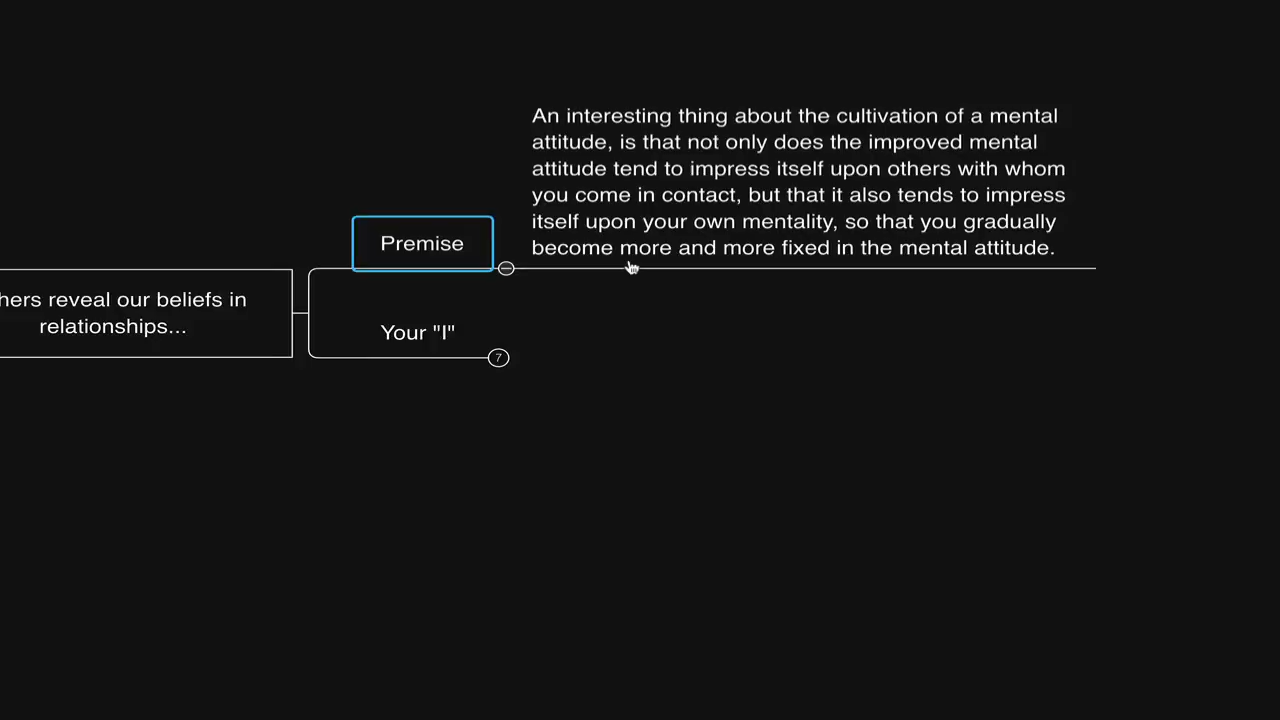 An interesting thing about the cultivation of a mental
attitude, is that not only does the improved mental
attitude tend to impress itself upon others with whom
you come in contact, but that it also tends to impress
itself upon your own mentality, so that you gradually
become more and more fixed in the mental attitude.
Premise
hers reveal our beliefs in
relationships...
Your "I"
7